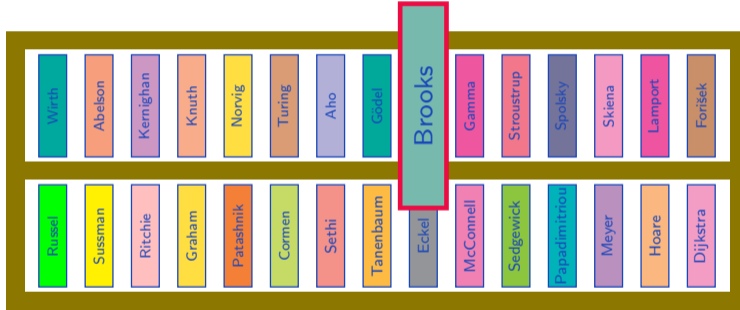 Wirth
Abelson
Kernighan
Knuth
Norvig
Turing
Aho
Gödel
Brooks
Gamma
Stroustrup
Spolsky
Skiena
Lamport
Forišek
Russel
Sussman
Ritchie
Graham
Patashnik
Cormen
Sethi
Tanenbaum
Eckel
McConnell
Sedgewick
Papadimitriou
Meyer
Hoare
Dijkstra